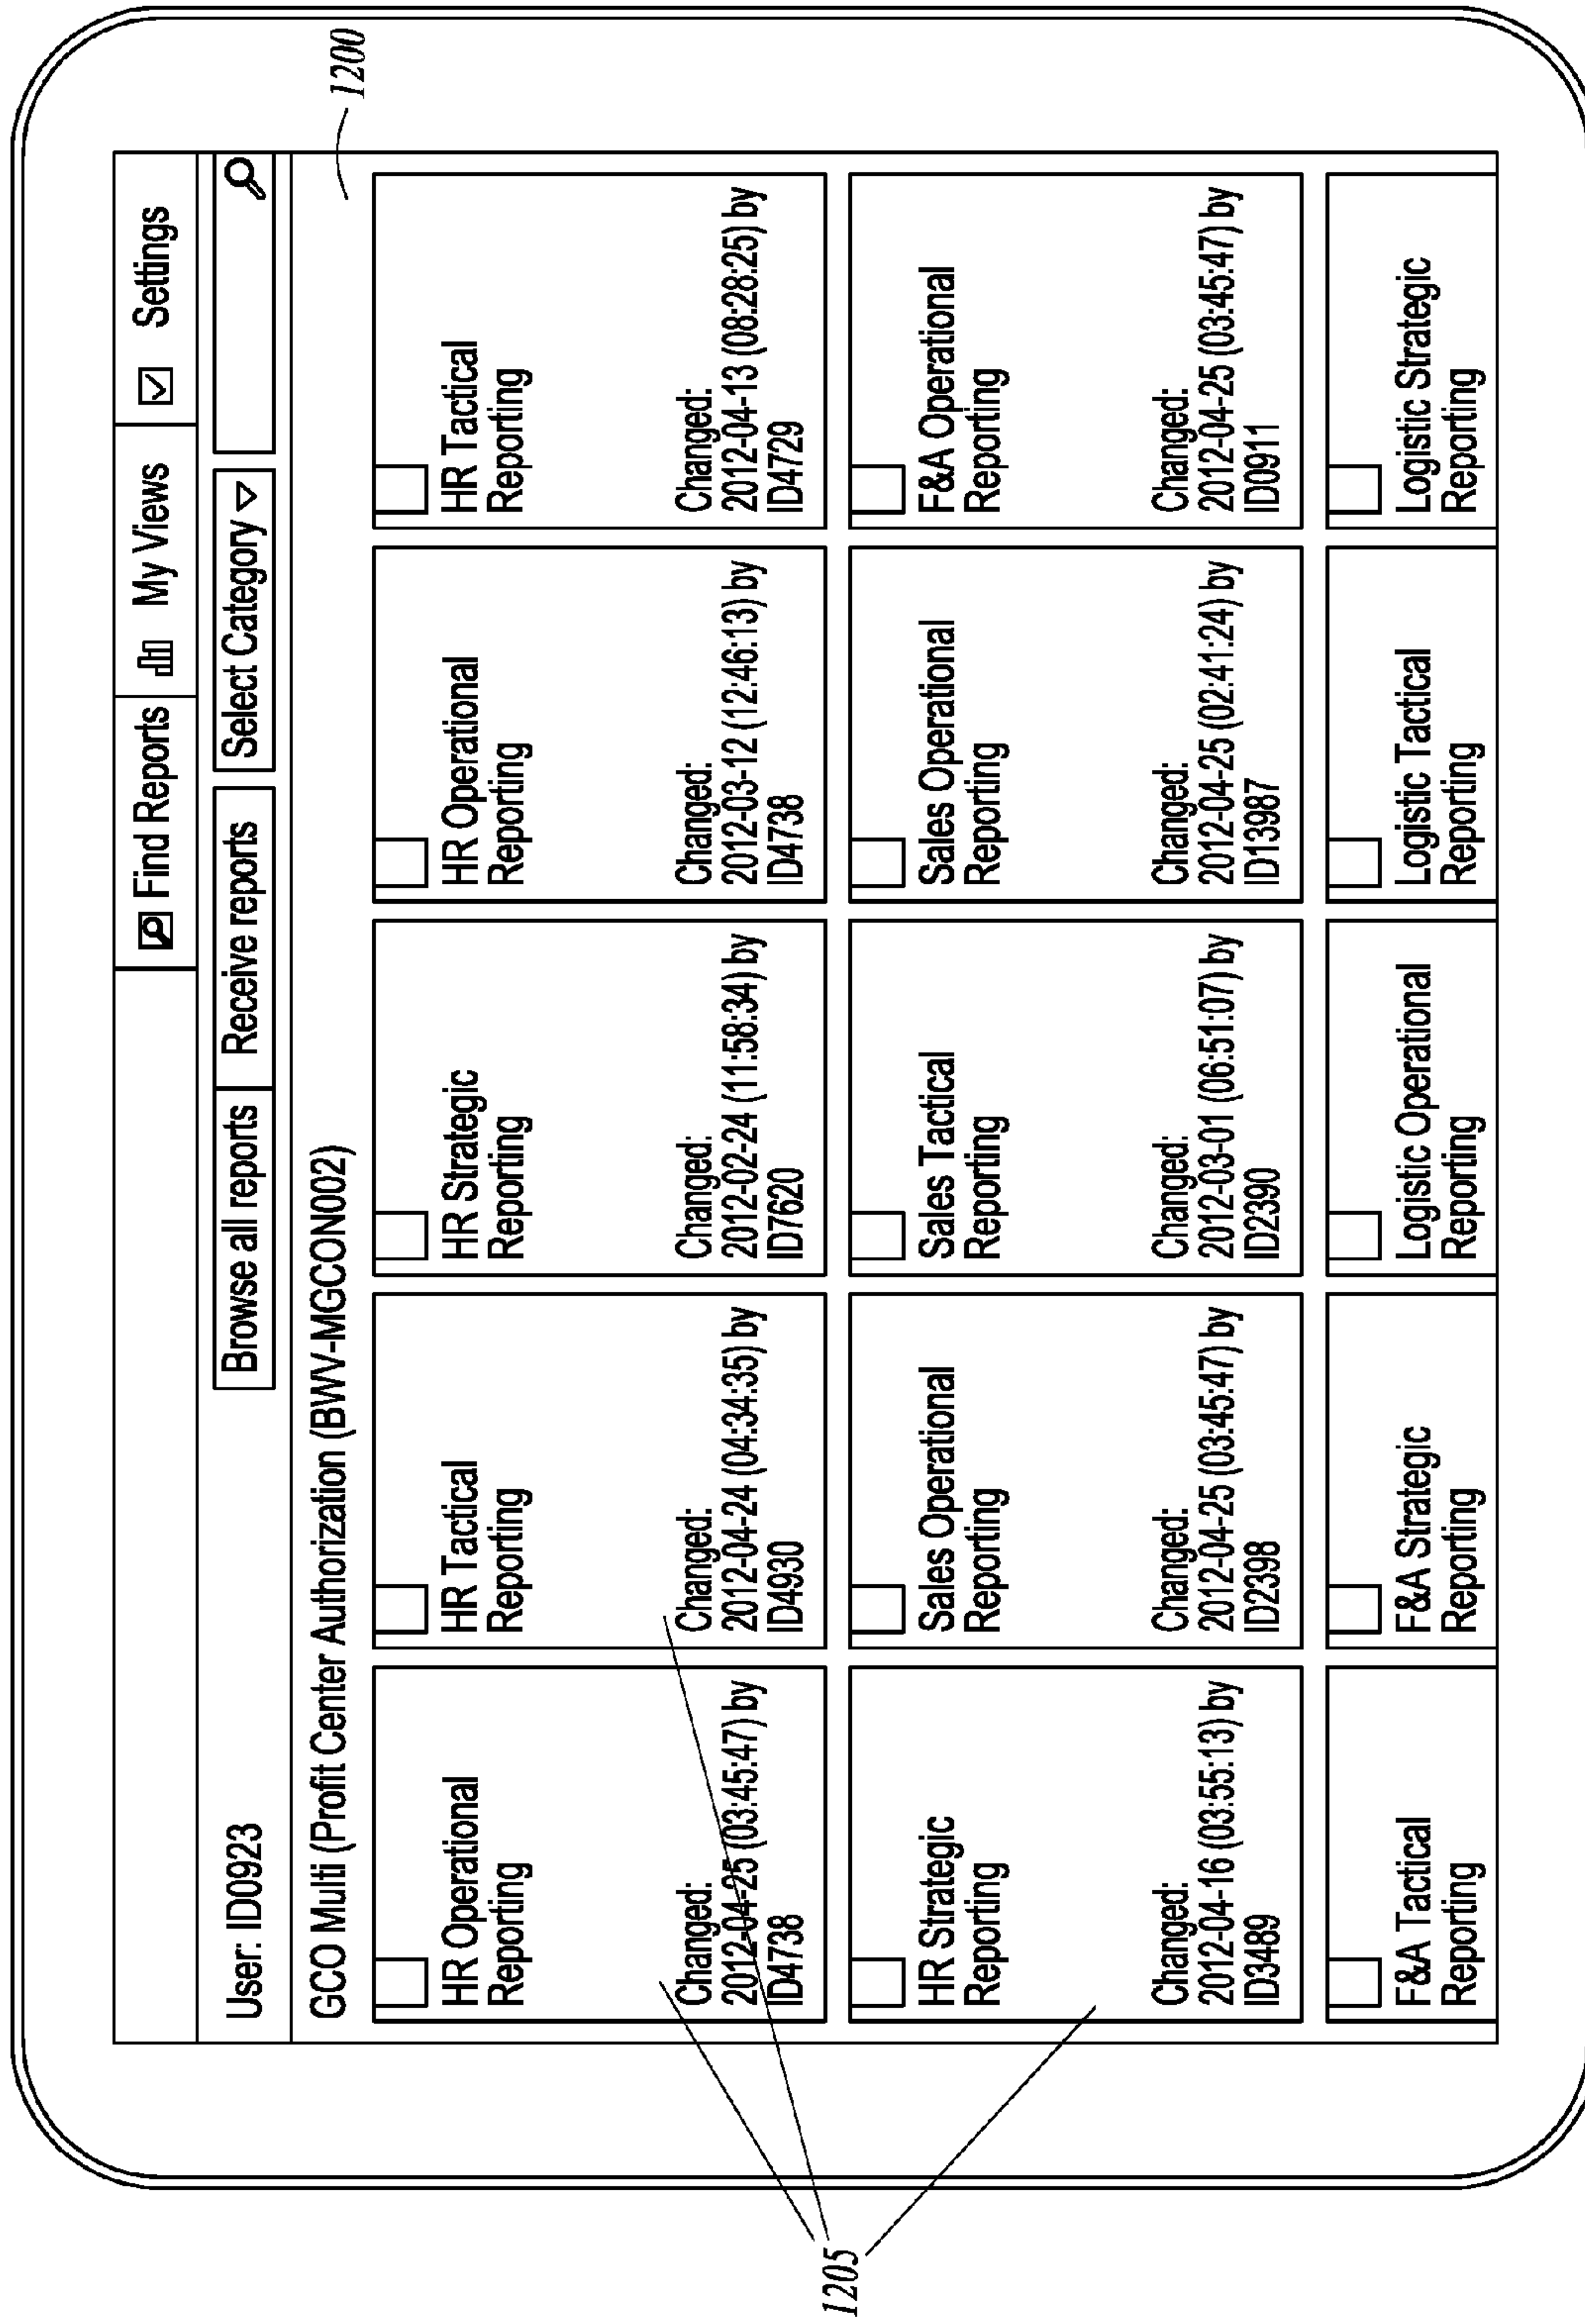 Find Reports
My Views
Settings
User: ID0923
Browse all reports
Receive reports
Select Category
GCO Multi (Profit Center Authorization (BWV-MGCON002)
1200
HR Operational
Reporting
Changed:
2012-04-25 (03:45:47) by
ID4738
HR Tactical
Reporting
Changed:
2012-04-24 (04:34:35) by
ID4930
HR Strategic
Reporting
Changed:
2012-02-24 (11:58:34) by
ID7620
HR Operational
Reporting
Changed:
2012-03-12 (12:46:13) by
ID4738
HR Tactical
Reporting
Changed:
2012-04-13 (08:28:25) by
ID4729
HR Strategic
Reporting
Changed:
2012-04-16 (03:55:13) by
ID3489
Sales Operational
Reporting
Changed:
2012-04-25 (03:45:47) by
ID2398
Sales Tactical
Reporting
Changed:
2012-03-01 (06:51:07) by
ID2390
Sales Operational
Reporting
Changed:
2012-04-25 (02:41:24) by
ID13987
F&A Operational
Reporting
Changed:
2012-04-25 (03:45:47) by
ID0911
F&A Tactical
Reporting
F&A Strategic
Reporting
Logistic Operational
Reporting
Logistic Tactical
Reporting
Logistic Strategic
Reporting
1205